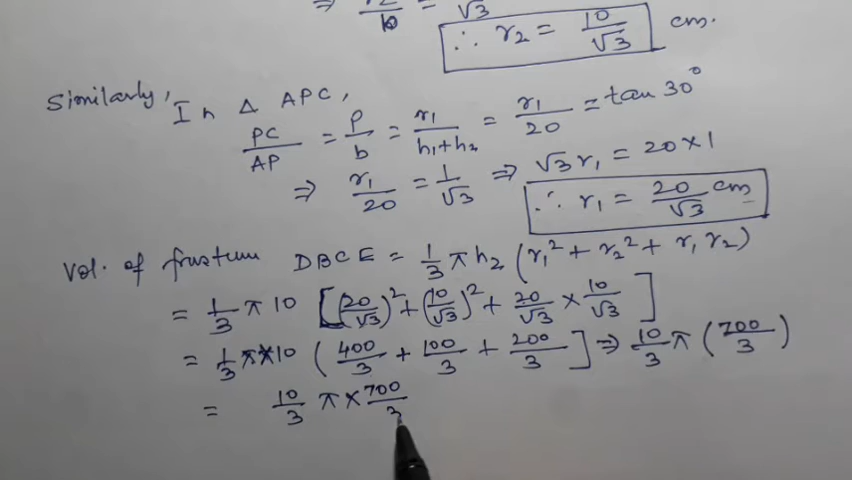 ⇒ r₂/10 = √3
∴ r₂ = 10/√3 cm.
Similarly, In Δ APC,
PC/AP = P/b = r₁/(h₁+h₂) = r₁/20 = tan 30°
⇒ r₁/20 = 1/√3 ⇒ √3 r₁ = 20 × 1
∴ r₁ = 20/√3 cm
Vol. of frustum DBCE = 1/3 π h₂ (r₁² + r₂² + r₁ r₂)
= 1/3 π 10 [(20/√3)² + (10/√3)² + 20/√3 × 10/√3]
= 1/3 π × 10 ( 400/3 + 100/3 + 200/3 ] ⇒ 10/3 π (700/3)
= 10/3 π × 700/3